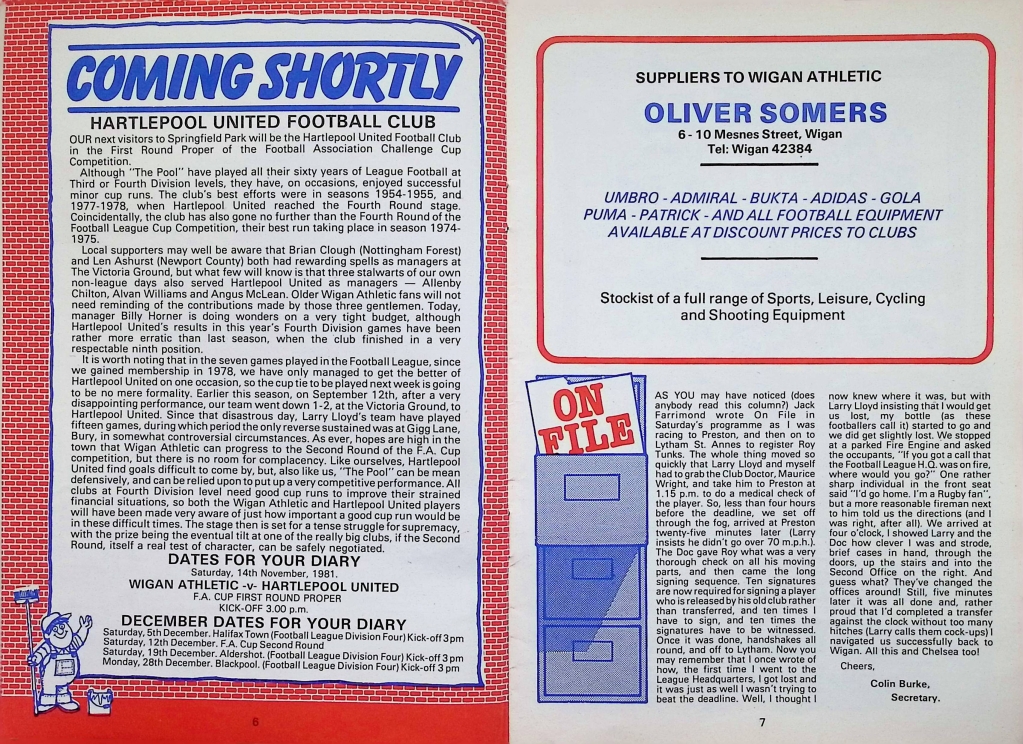 COMING SHORTLY
HARTLEPOOL UNITED FOOTBALL CLUB
OUR next visitors to Springfield Park will be the Hartlepool United Football Club
in the First Round Proper of the Football Association Challenge Cup
Competition.
Although "The Pool" have played all their sixty years of League Football at
Third or Fourth Division levels, they have, on occasions, enjoyed successful
minor cup runs. The club's best efforts were in seasons 1954-1955, and
1977-1978, when Hartlepool United reached the Fourth Round stage.
Coincidentally, the club has also gone no further than the Fourth Round of the
Football League Cup Competition, their best run taking place in season 1974-
1975.
Local supporters may well be aware that Brian Clough (Nottingham Forest)
and Len Ashurst (Newport County) both had rewarding spells as managers at
The Victoria Ground, but what few will know is that three stalwarts of our own
non-league days also served Hartlepool United as managers — Allenby
Chilton, Alvan Williams and Angus McLean. Older Wigan Athletic fans will not
need reminding of the contributions made by those three gentlemen. Today,
manager Billy Horner is doing wonders on a very tight budget, although
Hartlepool United's results in this year's Fourth Division games have been
rather more erratic than last season, when the club finished in a very
respectable ninth position.
It is worth noting that in the seven games played in the Football League, since
we gained membership in 1978, we have only managed to get the better of
Hartlepool United on one occasion, so the cup tie to be played next week is going
to be no mere formality. Earlier this season, on September 12th, after a very
disappointing performance, our team went down 1-2, at the Victoria Ground, to
Hartlepool United. Since that disastrous day, Larry Lloyd's team have played
fifteen games, during which period the only reverse sustained was at Gigg Lane,
Bury, in somewhat controversial circumstances. As ever, hopes are high in the
town that Wigan Athletic can progress to the Second Round of the F.A. Cup
competition, but there is no room for complacency. Like ourselves, Hartlepool
United find goals difficult to come by, but, also like us, "The Pool" can be mean
defensively, and can be relied upon to put up a very competitive performance. All
clubs at Fourth Division level need good cup runs to improve their strained
financial situations, so both the Wigan Athletic and Hartlepool United players
will have been made very aware of just how important a good cup run would be
in these difficult times. The stage then is set for a tense struggle for supremacy,
with the prize being the eventual tilt at one of the really big clubs, if the Second
Round, itself a real test of character, can be safely negotiated.
DATES FOR YOUR DIARY
Saturday, 14th November, 1981.
WIGAN ATHLETIC -v- HARTLEPOOL UNITED
F.A. CUP FIRST ROUND PROPER
KICK-OFF 3.00 p.m.
DECEMBER DATES FOR YOUR DIARY
Saturday, 5th December. Halifax Town (Football League Division Four) Kick-off 3pm
Saturday, 12th December. F.A. Cup Second Round
Saturday, 19th December. Aldershot. (Football League Division Four) Kick-off 3 pm
Monday, 28th December. Blackpool. (Football League Division Four) Kick-off 3 pm
6
SUPPLIERS TO WIGAN ATHLETIC
OLIVER SOMERS
6 - 10 Mesnes Street, Wigan
Tel: Wigan 42384
UMBRO - ADMIRAL - BUKTA - ADIDAS - GOLA
PUMA - PATRICK - AND ALL FOOTBALL EQUIPMENT
AVAILABLE AT DISCOUNT PRICES TO CLUBS
Stockist of a full range of Sports, Leisure, Cycling
and Shooting Equipment
ON
FILE
AS YOU may have noticed (does
anybody read this column?) Jack
Farrimond wrote On File in
Saturday's programme as I was
racing to Preston, and then on to
Lytham St. Annes to register Roy
Tunks. The whole thing moved so
quickly that Larry Lloyd and myself
had to grab the Club Doctor, Maurice
Wright, and take him to Preston at
1.15 p.m. to do a medical check of
the player. So, less than four hours
before the deadline, we set off
through the fog, arrived at Preston
twenty-five minutes later (Larry
insists he didn't go over 70 m.p.h.).
The Doc gave Roy what was a very
thorough check on all his moving
parts, and then came the long
signing sequence. Ten signatures
are now required for signing a player
who is released by his old club rather
than transferred, and ten times I
have to sign, and ten times the
signatures have to be witnessed.
Once it was done, handshakes all
round, and off to Lytham. Now you
may remember that I once wrote of
how, the first time I went to the
League Headquarters, I got lost and
it was just as well I wasn't trying to
beat the deadline. Well, I thought I
now knew where it was, but with
Larry Lloyd insisting that I would get
us lost, my bottle (as these
footballers call it) started to go and
we did get slightly lost. We stopped
at a parked Fire Engine and asked
the occupants, "If you got a call that
the Football League H.Q. was on fire,
where would you go?" One rather
sharp individual in the front seat
said "I'd go home. I'm a Rugby fan",
but a more reasonable fireman next
to him told us the directions (and I
was right, after all). We arrived at
four o'clock, I showed Larry and the
Doc how clever I was and strode,
brief cases in hand, through the
doors, up the stairs and into the
Second Office on the right. And
guess what? They've changed the
offices around! Still, five minutes
later it was all done and, rather
proud that I'd completed a transfer
against the clock without too many
hitches (Larry calls them cock-ups) I
navigated us successfully back to
Wigan. All this and Chelsea too!
Cheers,
Colin Burke,
Secretary.
7